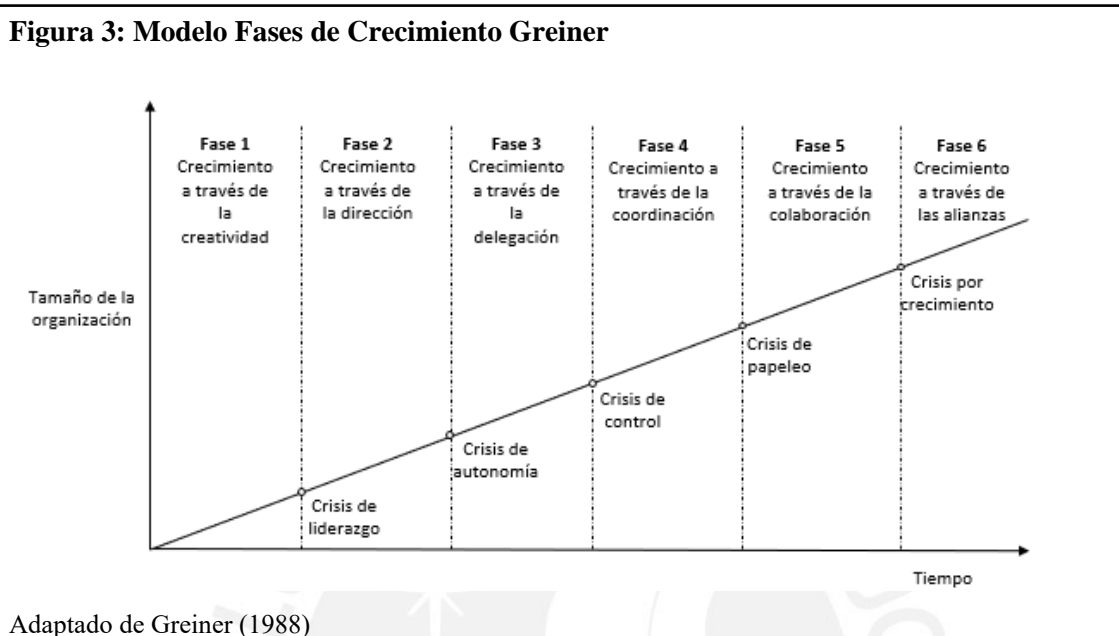 Figura 3: Modelo Fases de Crecimiento Greiner
Fase 1
Crecimiento
a través de
la
creatividad
Fase 2
Crecimiento
a través de
la dirección
Fase 3
Crecimiento
a través de
la
delegación
Fase 4
Crecimiento a
través de la
coordinación
Fase 5
Crecimiento
a través de la
colaboración
Fase 6
Crecimiento
a través de
las alianzas
Tamaño de la
organización
Crisis de
liderazgo
Crisis de
autonomía
Crisis de
control
Crisis de
papeleo
Crisis por
crecimiento
Tiempo
Adaptado de Greiner (1988)